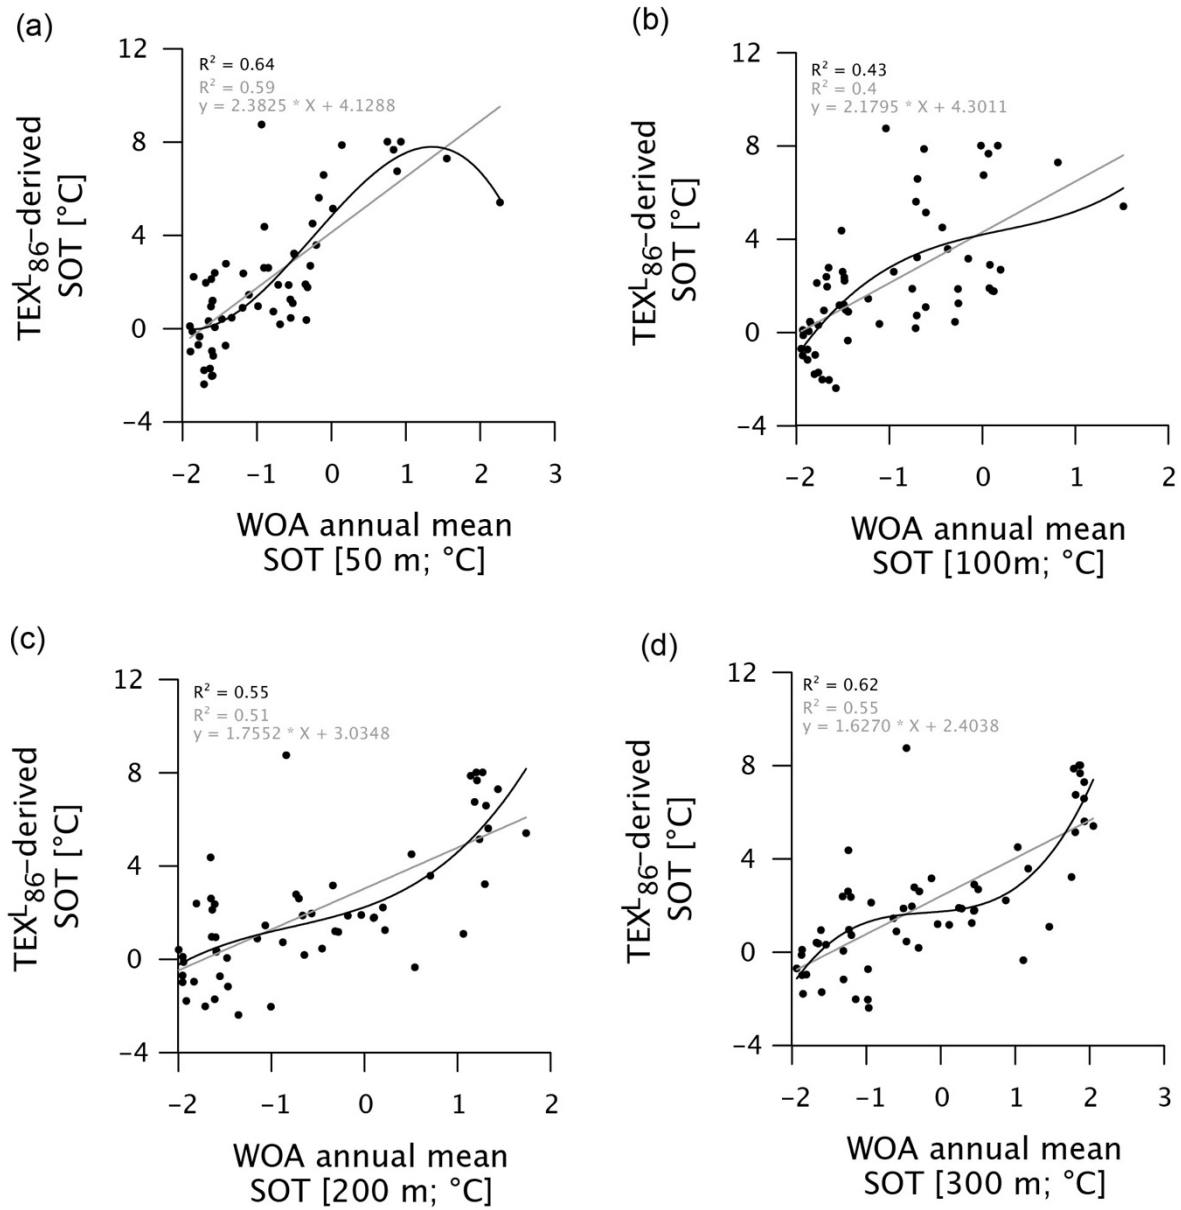 (a)
12
8
4
0
−4
R² = 0.64
R² = 0.59
y = 2.3825 * X + 4.1288
TEXᴸ₈₆−derived
SOT [°C]
−2 −1 0 1 2 3
WOA annual mean
SOT [50 m; °C]
(b)
12
8
4
0
−4
R² = 0.43
R² = 0.4
y = 2.1795 * X + 4.3011
TEXᴸ₈₆−derived
SOT [°C]
−2 −1 0 1 2
WOA annual mean
SOT [100m; °C]
(c)
12
8
4
0
−4
R² = 0.55
R² = 0.51
y = 1.7552 * X + 3.0348
TEXᴸ₈₆−derived
SOT [°C]
−2 −1 0 1 2
WOA annual mean
SOT [200 m; °C]
(d)
12
8
4
0
−4
R² = 0.62
R² = 0.55
y = 1.6270 * X + 2.4038
TEXᴸ₈₆−derived
SOT [°C]
−2 −1 0 1 2 3
WOA annual mean
SOT [300 m; °C]